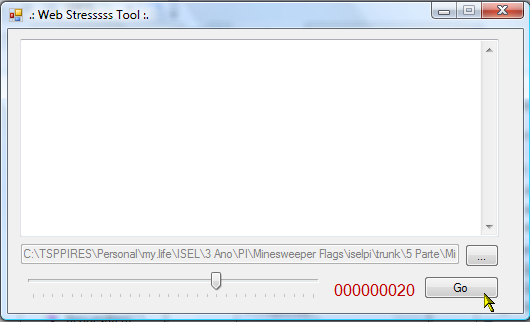 .: Web Stresssss Tool :.
C:\TSPPIRES\Personal\my.life\ISEL\3 Ano\PI\Minesweeper Flags\iselpi\trunk\5 Parte\Mi
...
000000020
Go